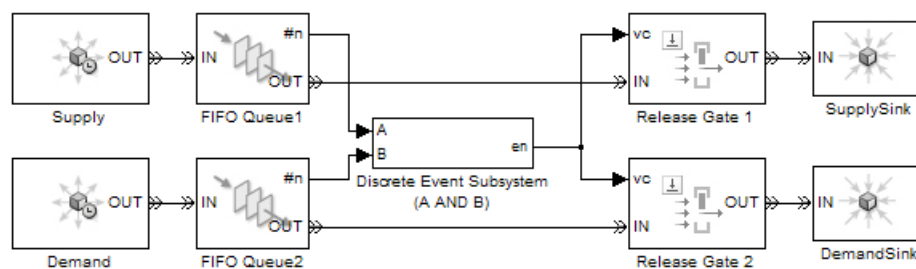 #n vc
OUT IN OUT IN OUT IN
OUT IN
Supply FIFO Queue1 A Release Gate 1 SupplySink
en
B
#n Discrete Event Subsystem vc
(A AND B)
OUT IN OUT IN
OUT IN
Demand FIFO Queue2 Release Gate 2 DemandSink